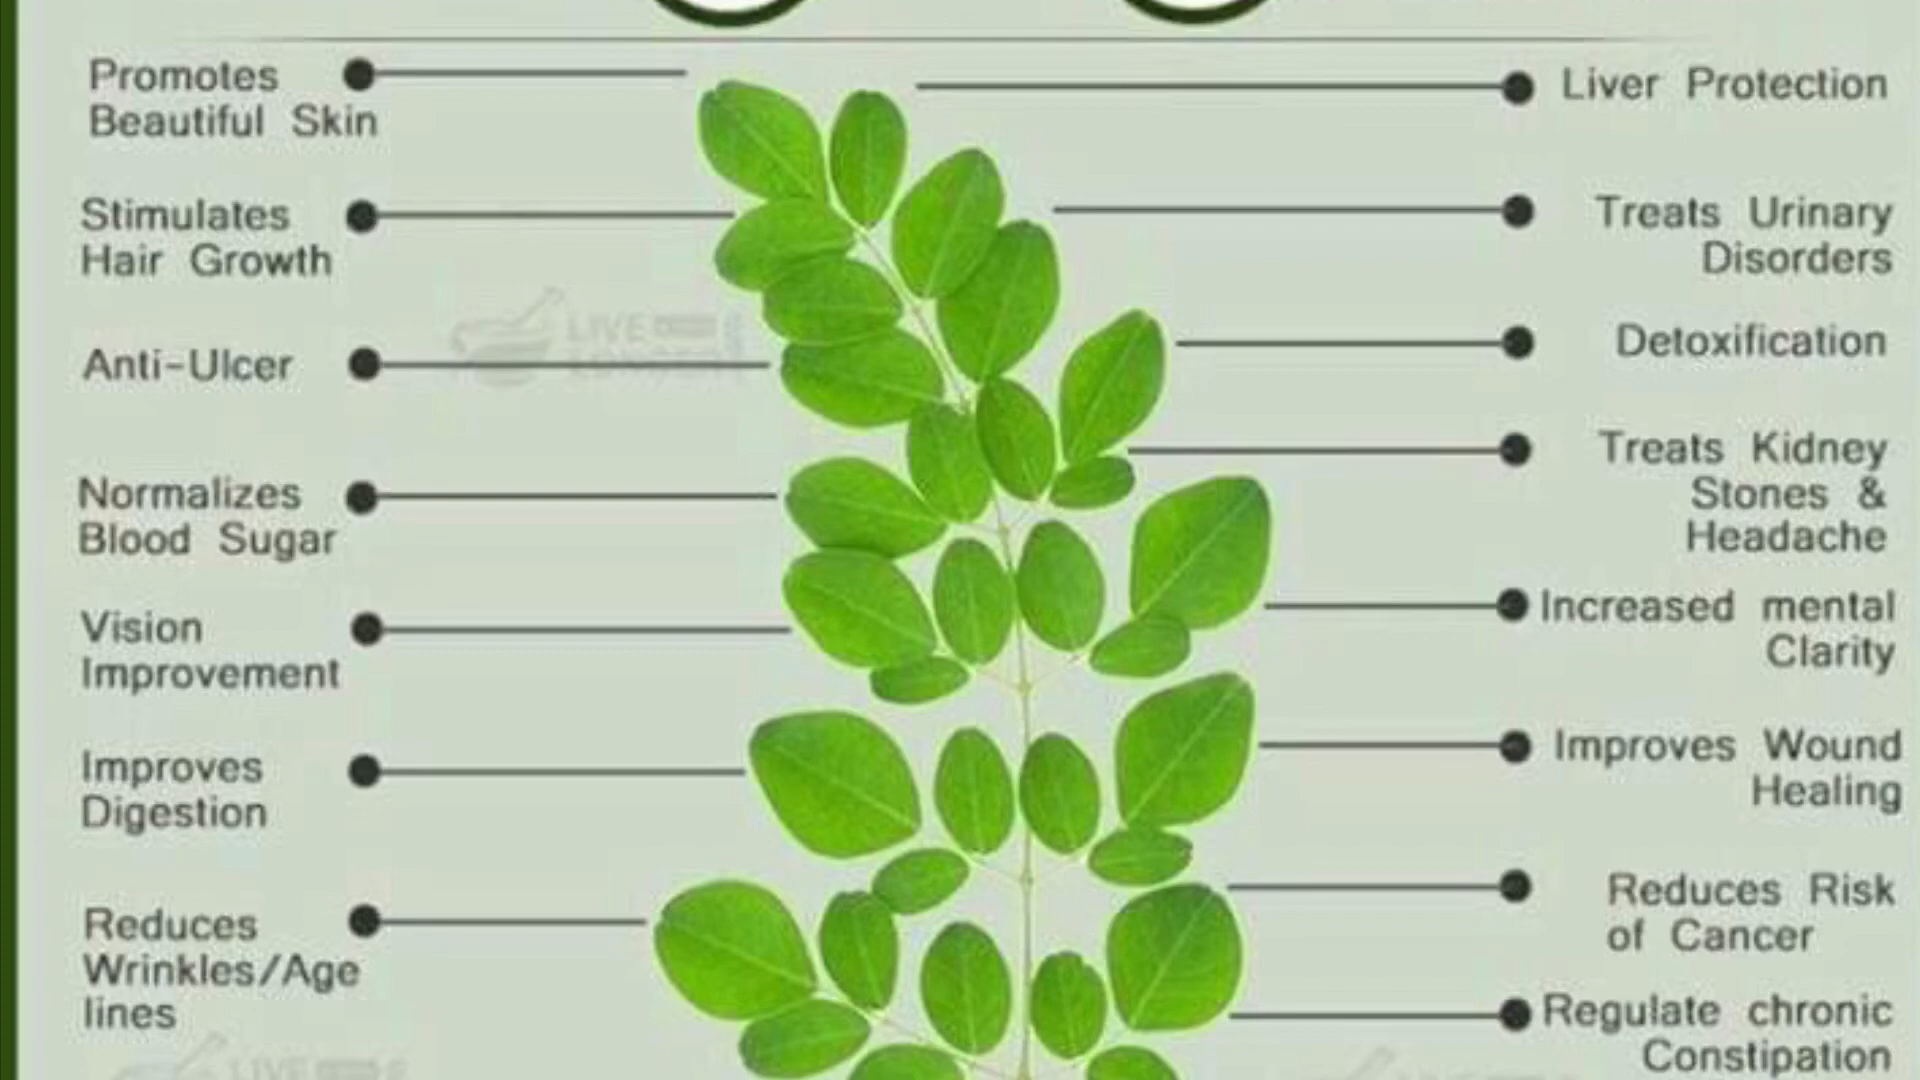 Promotes
Beautiful Skin
Stimulates
Hair Growth
Anti-Ulcer
Normalizes
Blood Sugar
Vision
Improvement
Improves
Digestion
Reduces
Wrinkles/Age
lines
Liver Protection
Treats Urinary
Disorders
Detoxification
Treats Kidney
Stones &
Headache
Increased mental
Clarity
Improves Wound
Healing
Reduces Risk
of Cancer
Regulate chronic
Constipation
LIVE
LIVE